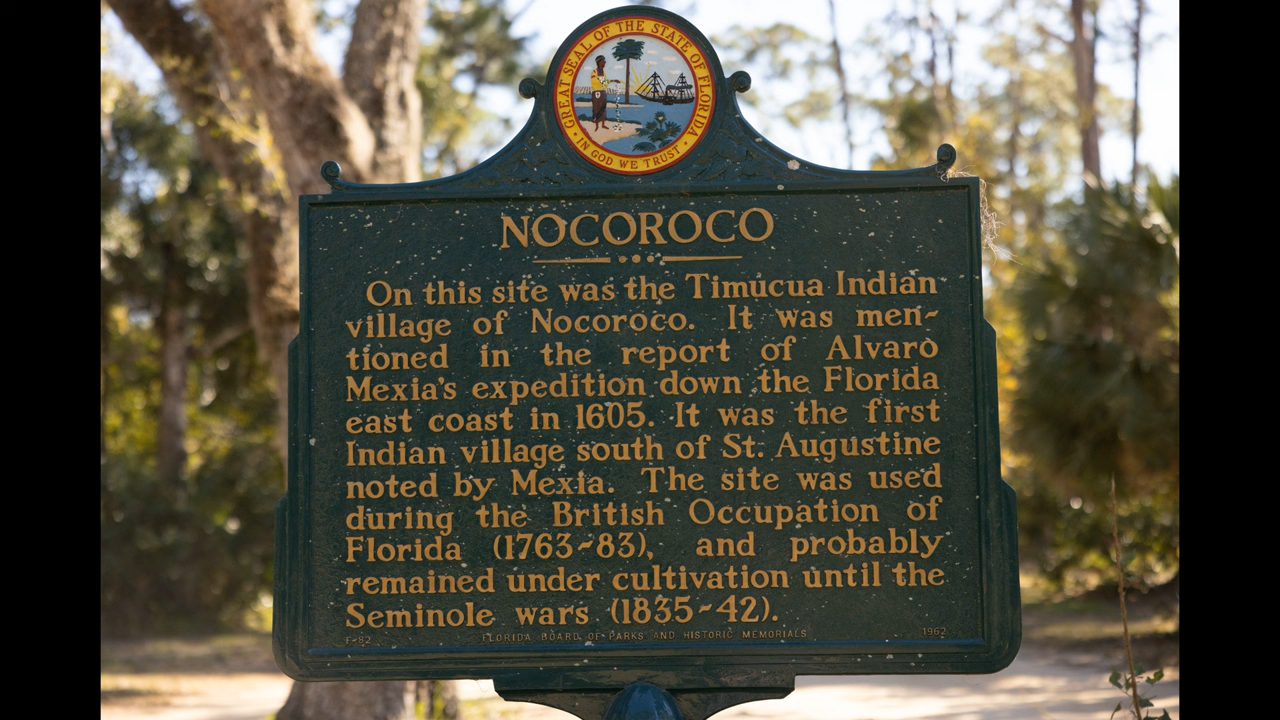 GREAT SEAL OF THE STATE OF FLORIDA
• IN GOD WE TRUST •
NOCOROCO
On this site was the Timucua Indian
village of Nocoroco. It was men-
tioned in the report of Alvaro
Mexia's expedition down the Florida
east coast in 1605. It was the first
Indian village south of St. Augustine
noted by Mexia. The site was used
during the British Occupation of
Florida (1763-83), and probably
remained under cultivation until the
Seminole wars (1835-42).
F-82 FLORIDA BOARD OF PARKS AND HISTORIC MEMORIALS 1962